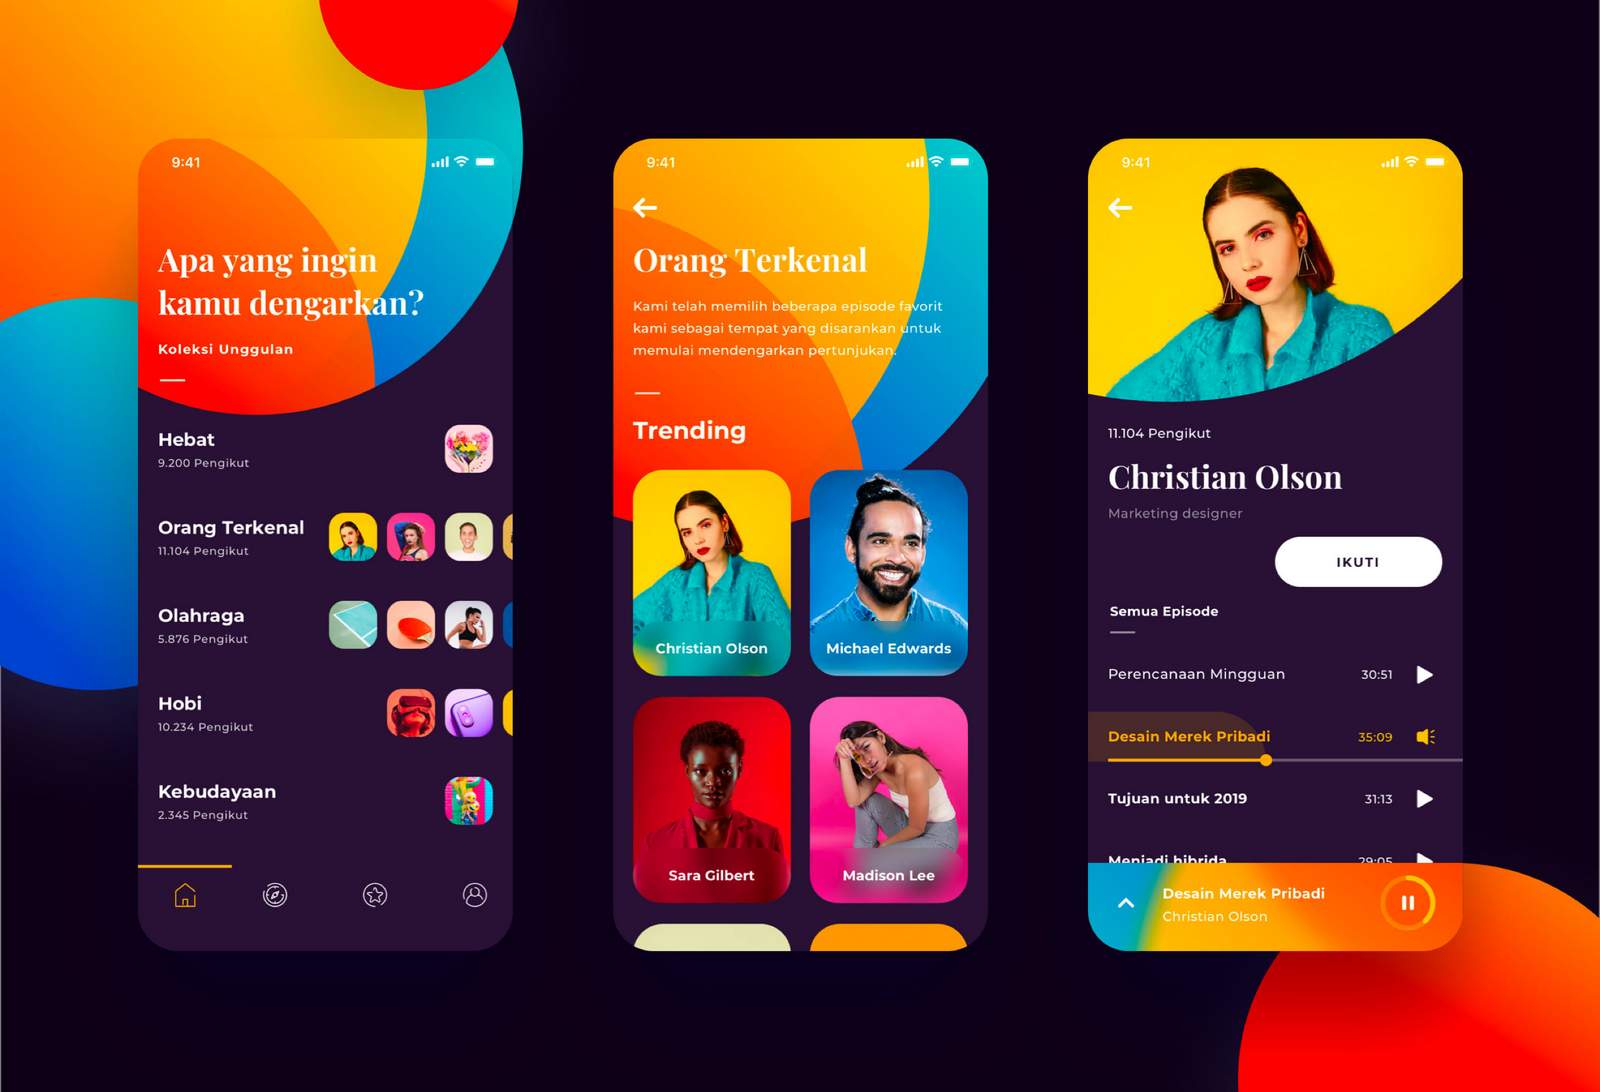 9:41
Apa yang ingin
kamu dengarkan?
Koleksi Unggulan
Hebat
9.200 Pengikut
Orang Terkenal
11.104 Pengikut
Olahraga
5.876 Pengikut
Hobi
10.234 Pengikut
Kebudayaan
2.345 Pengikut
9:41
Orang Terkenal
Kami telah memilih beberapa episode favorit
kami sebagai tempat yang disarankan untuk
memulai mendengarkan pertunjukan.
Trending
Christian Olson
Michael Edwards
Sara Gilbert
Madison Lee
9:41
11.104 Pengikut
Christian Olson
Marketing designer
IKUTI
Semua Episode
Perencanaan Mingguan 30:51
Desain Merek Pribadi 35:09
Tujuan untuk 2019 31:13
Menjadi hibrida 29:05
Desain Merek Pribadi
Christian Olson